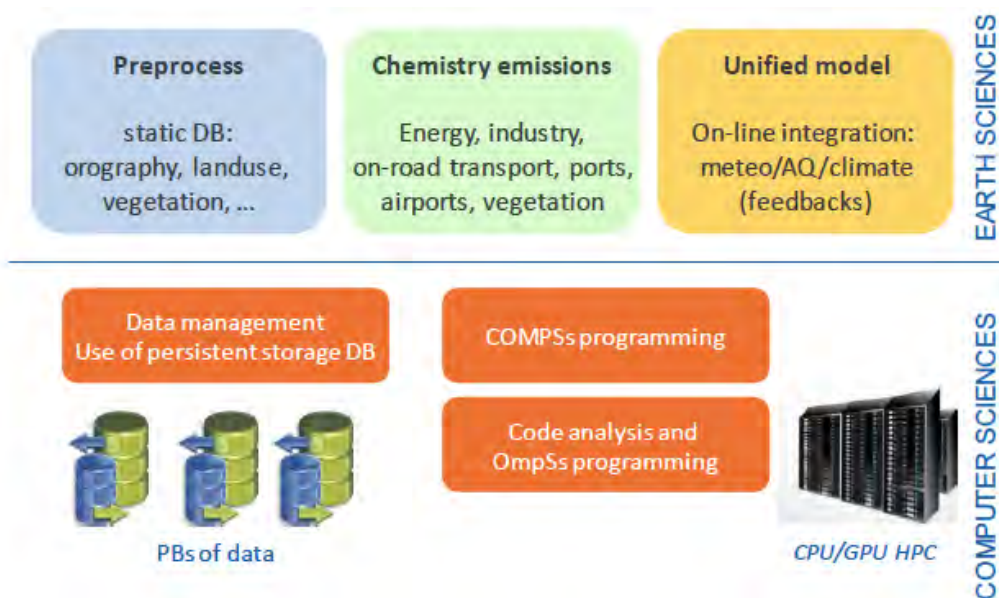 Preprocess
static DB:
orography, landuse,
vegetation, ...
Chemistry emissions
Energy, industry,
on-road transport, ports,
airports, vegetation
Unified model
On-line integration:
meteo/AQ/climate
(feedbacks)
EARTH SCIENCES
Data management
Use of persistent storage DB
COMPSs programming
Code analysis and
OmpSs programming
PBs of data
CPU/GPU HPC
COMPUTER SCIENCES